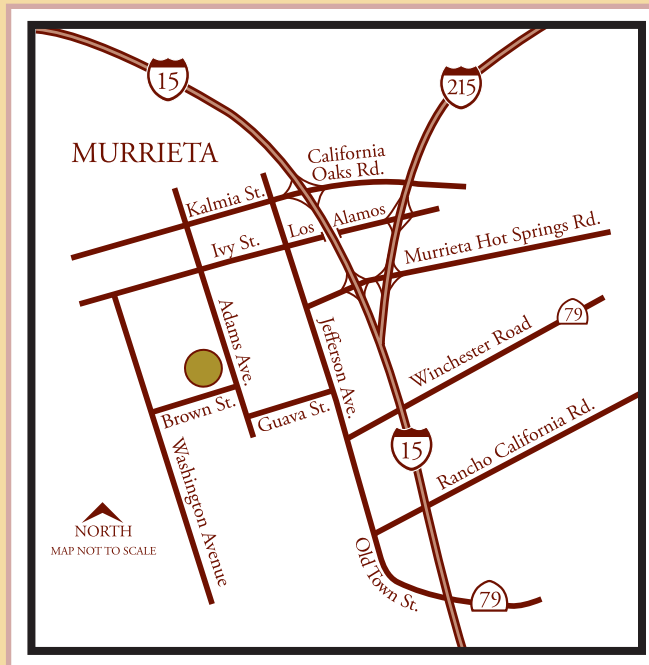 15
215
MURRIETA
California
Oaks Rd.
Kalmia St.
Los Alamos
Ivy St.
Murrieta Hot Springs Rd.
Adams Ave.
Jefferson Ave.
79
Winchester Road
Brown St.
Guava St.
Rancho California Rd.
15
Washington Avenue
NORTH
MAP NOT TO SCALE
Old Town St.
79